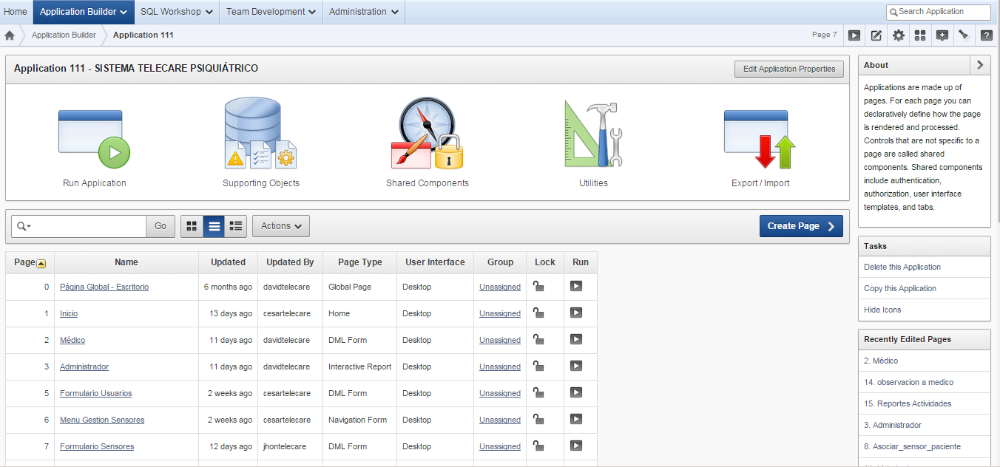 Home Application Builder SQL Workshop Team Development Administration Search Application
Application Builder Application 111 Page 7
Application 111 - SISTEMA TELECARE PSIQUIÁTRICO Edit Application Properties
Run Application Supporting Objects Shared Components Utilities Export / Import
Go Actions Create Page
Page Name Updated Updated By Page Type User Interface Group Lock Run
0 Página Global - Escritorio 6 months ago davidtelecare Global Page Desktop Unassigned
1 Inicio 13 days ago cesartelecare Home Desktop Unassigned
2 Médico 11 days ago davidtelecare DML Form Desktop Unassigned
3 Administrador 11 days ago davidtelecare Interactive Report Desktop Unassigned
5 Formulario Usuarios 2 weeks ago cesartelecare DML Form Desktop Unassigned
6 Menu Gestion Sensores 2 weeks ago cesartelecare Navigation Form Desktop Unassigned
7 Formulario Sensores 12 days ago jhontelecare DML Form Desktop Unassigned
About
Applications are made up of
pages. For each page you can
declaratively define how the page
is rendered and processed.
Controls that are not specific to a
page are called shared
components. Shared components
include authentication,
authorization, user interface
templates, and tabs.
Tasks
Delete this Application
Copy this Application
Hide Icons
Recently Edited Pages
2. Médico
14. observacion a medico
15. Reportes Actividades
3. Administrador
8. Asociar_sensor_paciente